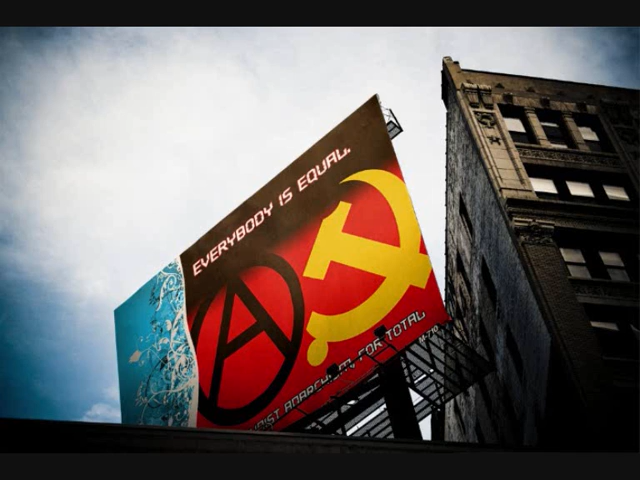 EVERYBODY IS EQUAL.
A
ANARCHISM, FOR TOTAL